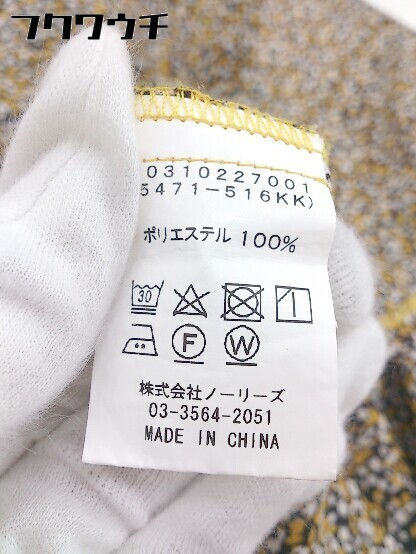 フクワウチ
0310227001
5471-516KK)
ポリエステル 100%
30
F W
株式会社ノーリーズ
03-3564-2051
MADE IN CHINA